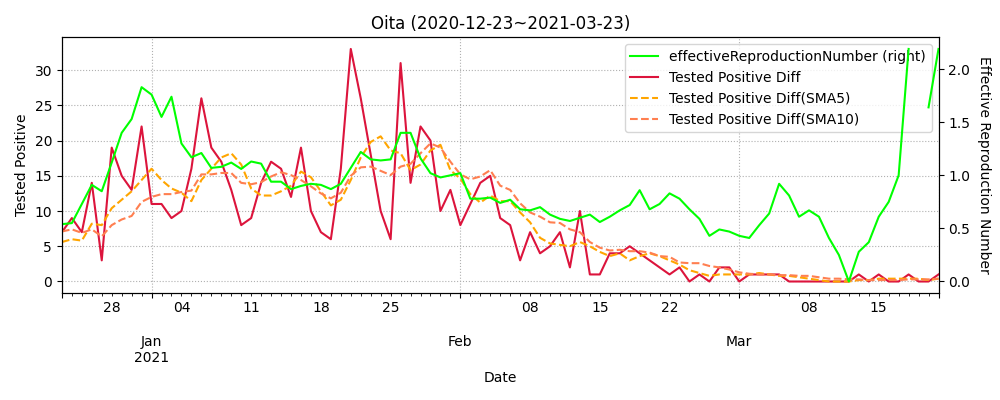 Oita (2020-12-23~2021-03-23)
effectiveReproductionNumber (right)
Tested Positive Diff
Tested Positive Diff(SMA5)
Tested Positive Diff(SMA10)
Tested Positive
30
25
20
15
10
5
0
2.0
1.5
1.0
0.5
0.0
Effective Reproduction Number
28
04
11
18
25
08
15
22
08
15
Jan
2021
Feb
Mar
Date